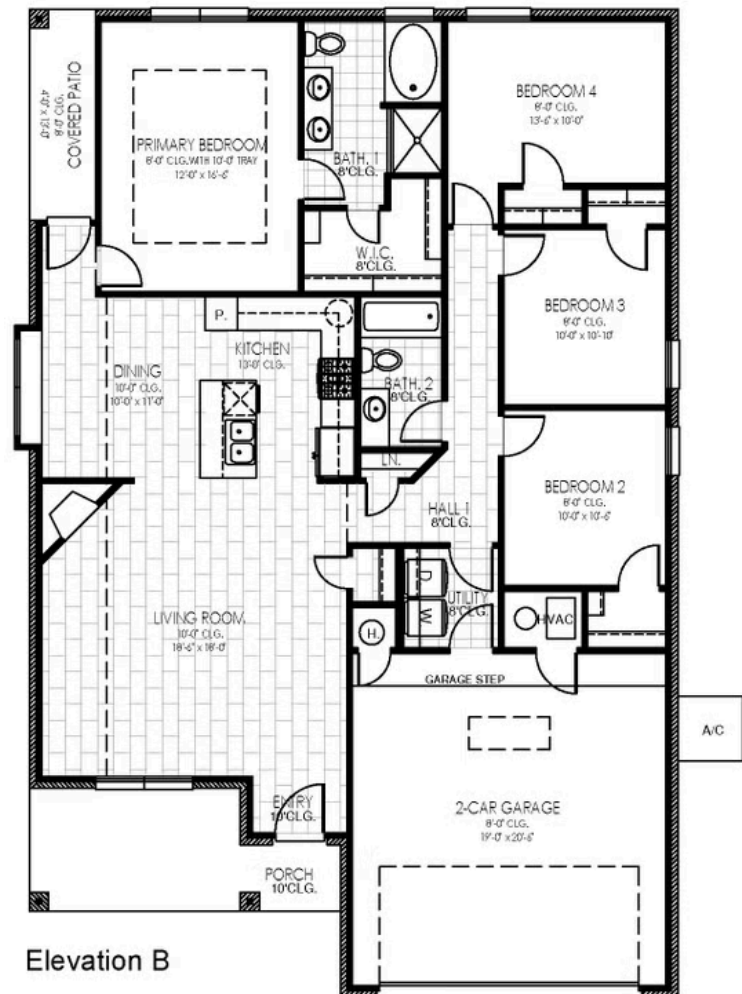 COVERED PATIO
8'-0" CLG.
4'-0" x 13'-0"
PRIMARY BEDROOM
8'-0" CLG. WITH 10'-0" TRAY
12'-0" x 16'-6"
BATH. 1
8'CLG.
BEDROOM 4
8'-0" CLG.
13'-6" x 10'-0"
W.I.C.
8'CLG.
BEDROOM 3
8'-0" CLG.
10'-0" x 10'-10"
P.
KITCHEN
13'-0" CLG.
DINING
10'-0" CLG.
10'-0" x 11'-0"
BATH. 2
8'CLG.
LN.
BEDROOM 2
8'-0" CLG.
10'-0" x 10'-6"
HALL 1
8'CLG.
D.
W
UTILITY
8'CLG.
HVAC
H.
LIVING ROOM
10'-0" CLG.
18'-6" x 18'-0"
GARAGE STEP
A/C
ENTRY
10'CLG.
2-CAR GARAGE
8'-0" CLG.
19'-0" x 20'-6"
PORCH
10'CLG.
Elevation B